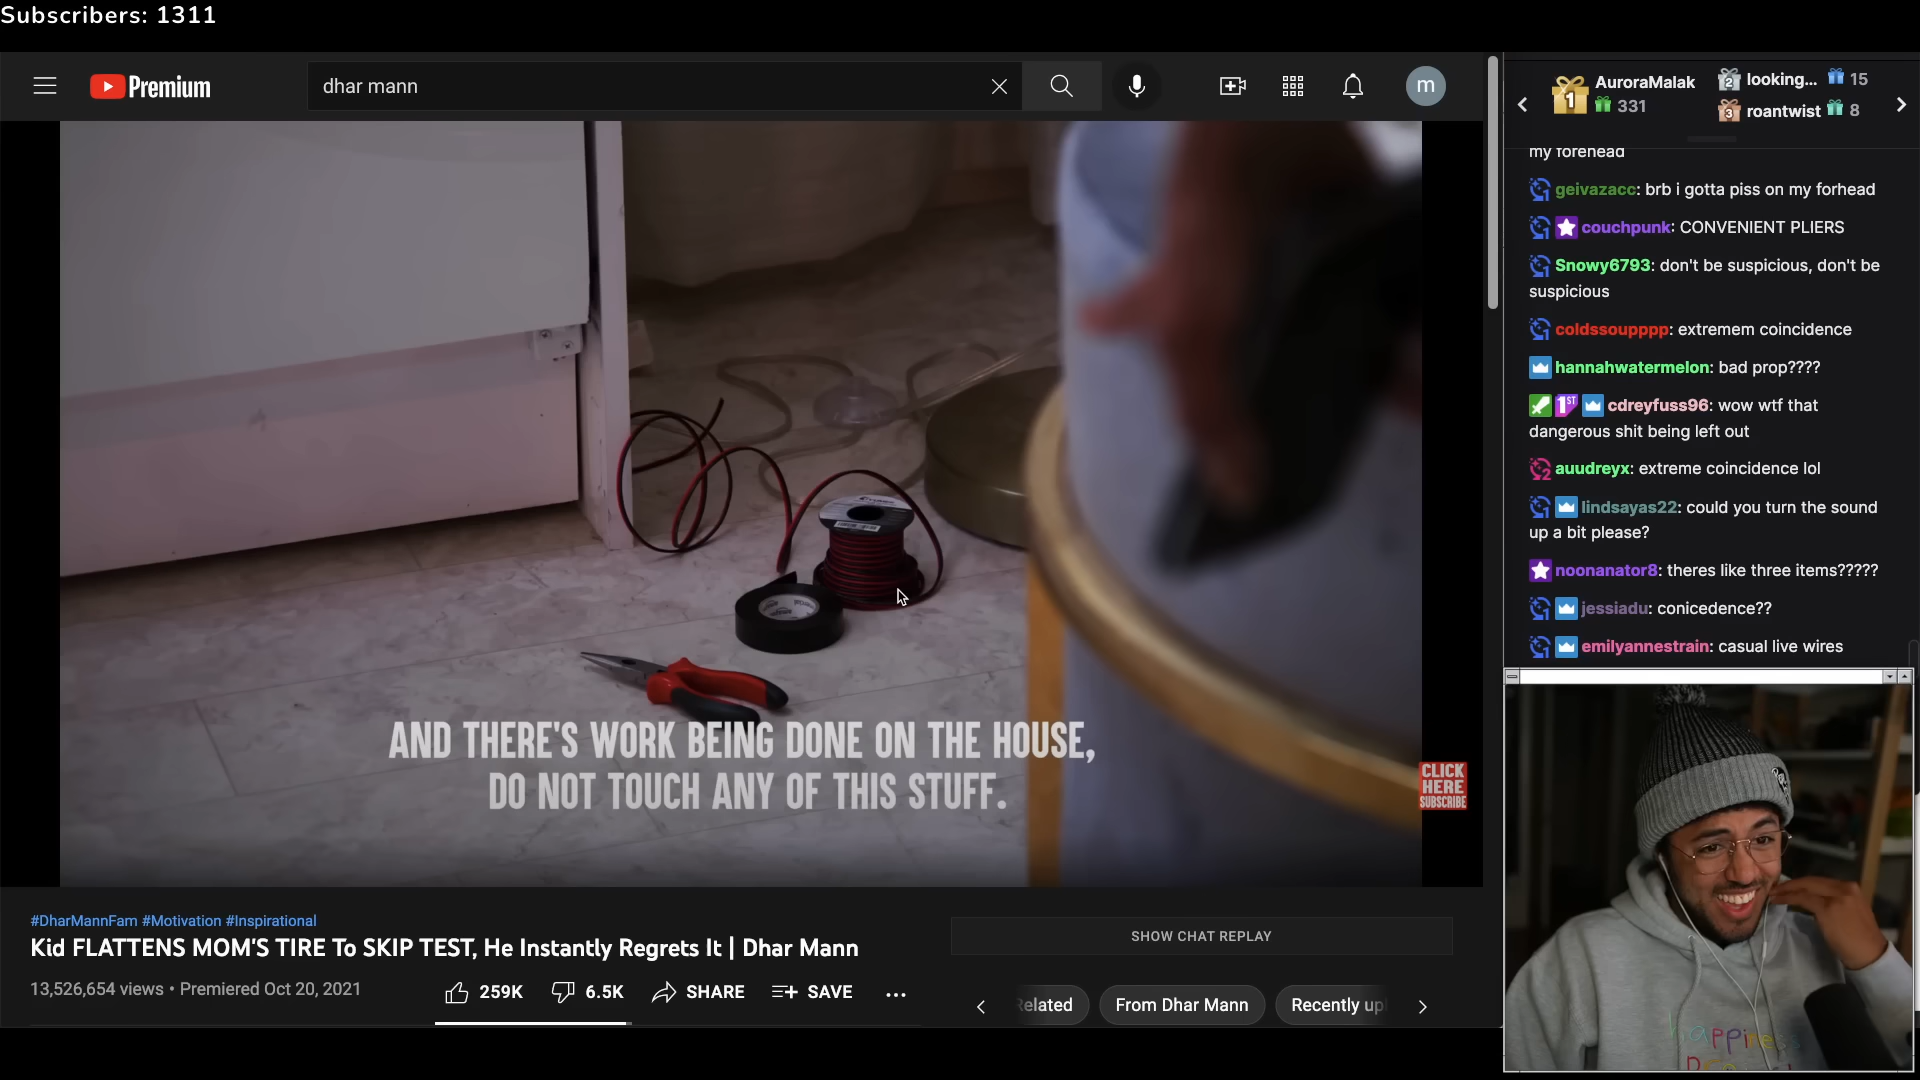 Subscribers: 1311
Premium
dhar mann
m
1
AuroraMalak
331
2
looking...
15
3
roantwist
8
my forehead
geivazacc: brb i gotta piss on my forhead
couchpunk: CONVENIENT PLIERS
Snowy6793: don't be suspicious, don't be
suspicious
coldssoupppp: extremem coincidence
hannahwatermelon: bad prop????
1ST
cdreyfuss96: wow wtf that
dangerous shit being left out
2
auudreyx: extreme coincidence lol
lindsayas22: could you turn the sound
up a bit please?
noonanator8: theres like three items?????
jessiadu: conicedence??
emilyannestrain: casual live wires
AND THERE'S WORK BEING DONE ON THE HOUSE,
DO NOT TOUCH ANY OF THIS STUFF.
CLICK
HERE
SUBSCRIBE
#DharMannFam #Motivation #Inspirational
Kid FLATTENS MOM'S TIRE To SKIP TEST, He Instantly Regrets It | Dhar Mann
13,526,654 views • Premiered Oct 20, 2021
259K
6.5K
SHARE
SAVE
SHOW CHAT REPLAY
elated
From Dhar Mann
Recently up
happiness